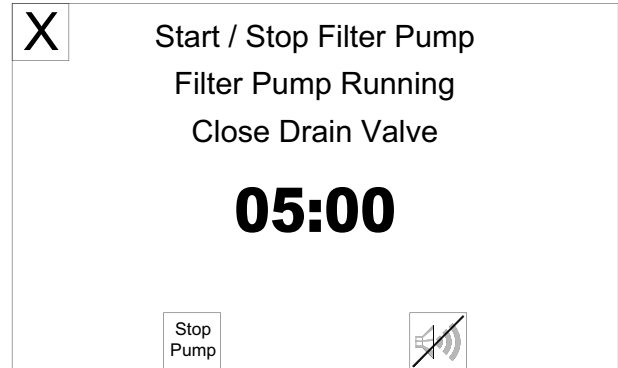 X
Start / Stop Filter Pump
Filter Pump Running
Close Drain Valve
05:00
Stop
Pump